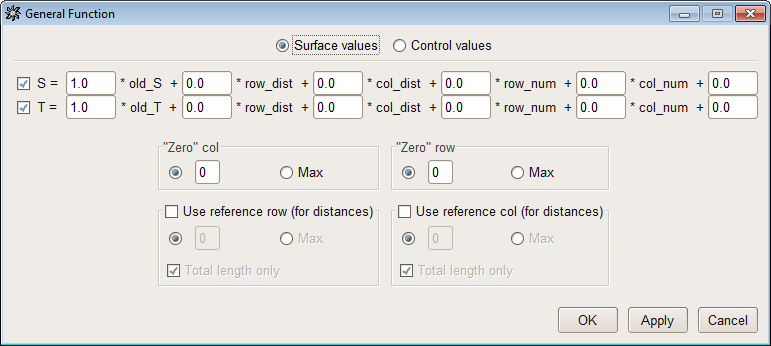 General Function
Surface values Control values
S = 1.0 * old_S + 0.0 * row_dist + 0.0 * col_dist + 0.0 * row_num + 0.0 * col_num + 0.0
T = 1.0 * old_T + 0.0 * row_dist + 0.0 * col_dist + 0.0 * row_num + 0.0 * col_num + 0.0
"Zero" col "Zero" row
0 Max 0 Max
Use reference row (for distances) Use reference col (for distances)
0 Max 0 Max
Total length only Total length only
OK Apply Cancel